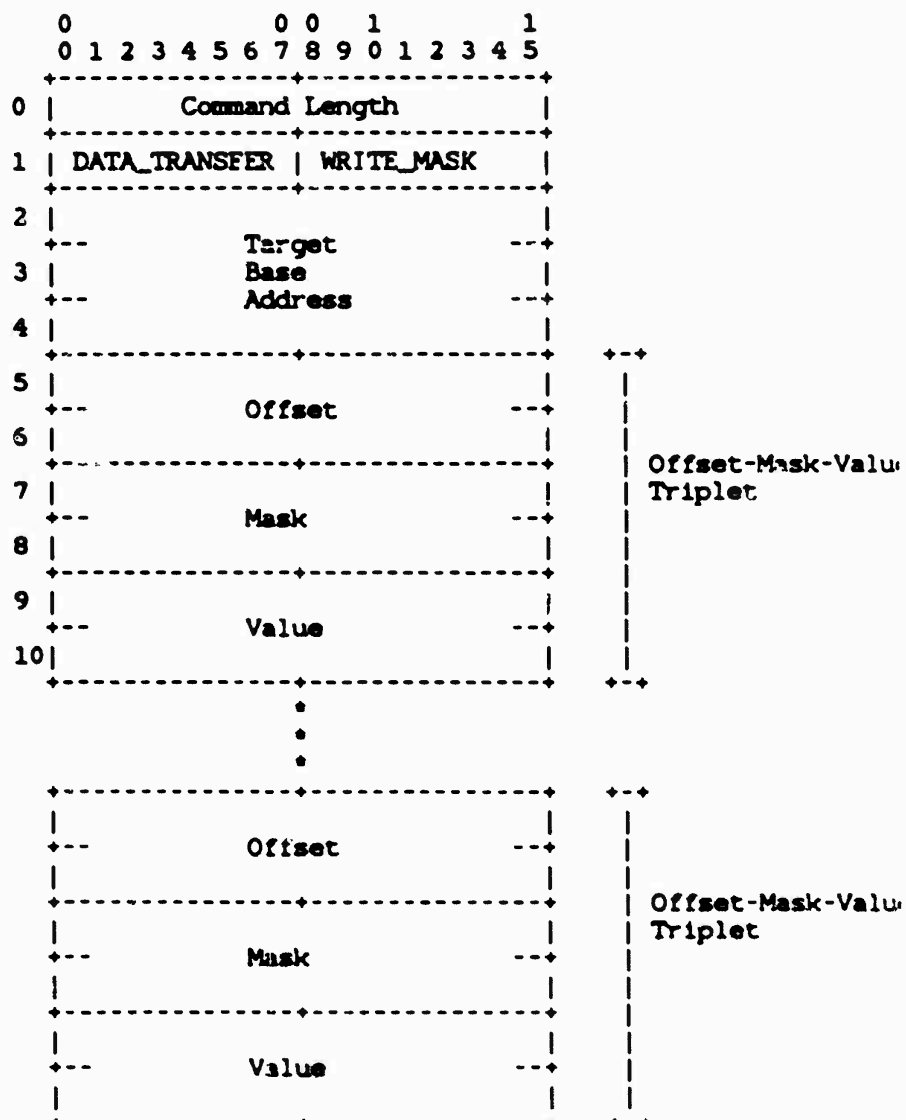 0 0 0 1 1
0 1 2 3 4 5 6 7 8 9 0 1 2 3 4 5
0 Command Length
1 DATA_TRANSFER | WRITE_MASK
2
Target
3 Base
Address
4
5
Offset
6
Offset-Mask-Valu
7 Triplet
Mask
8
9
Value
10
Offset
Offset-Mask-Valu
Triplet
Mask
Value